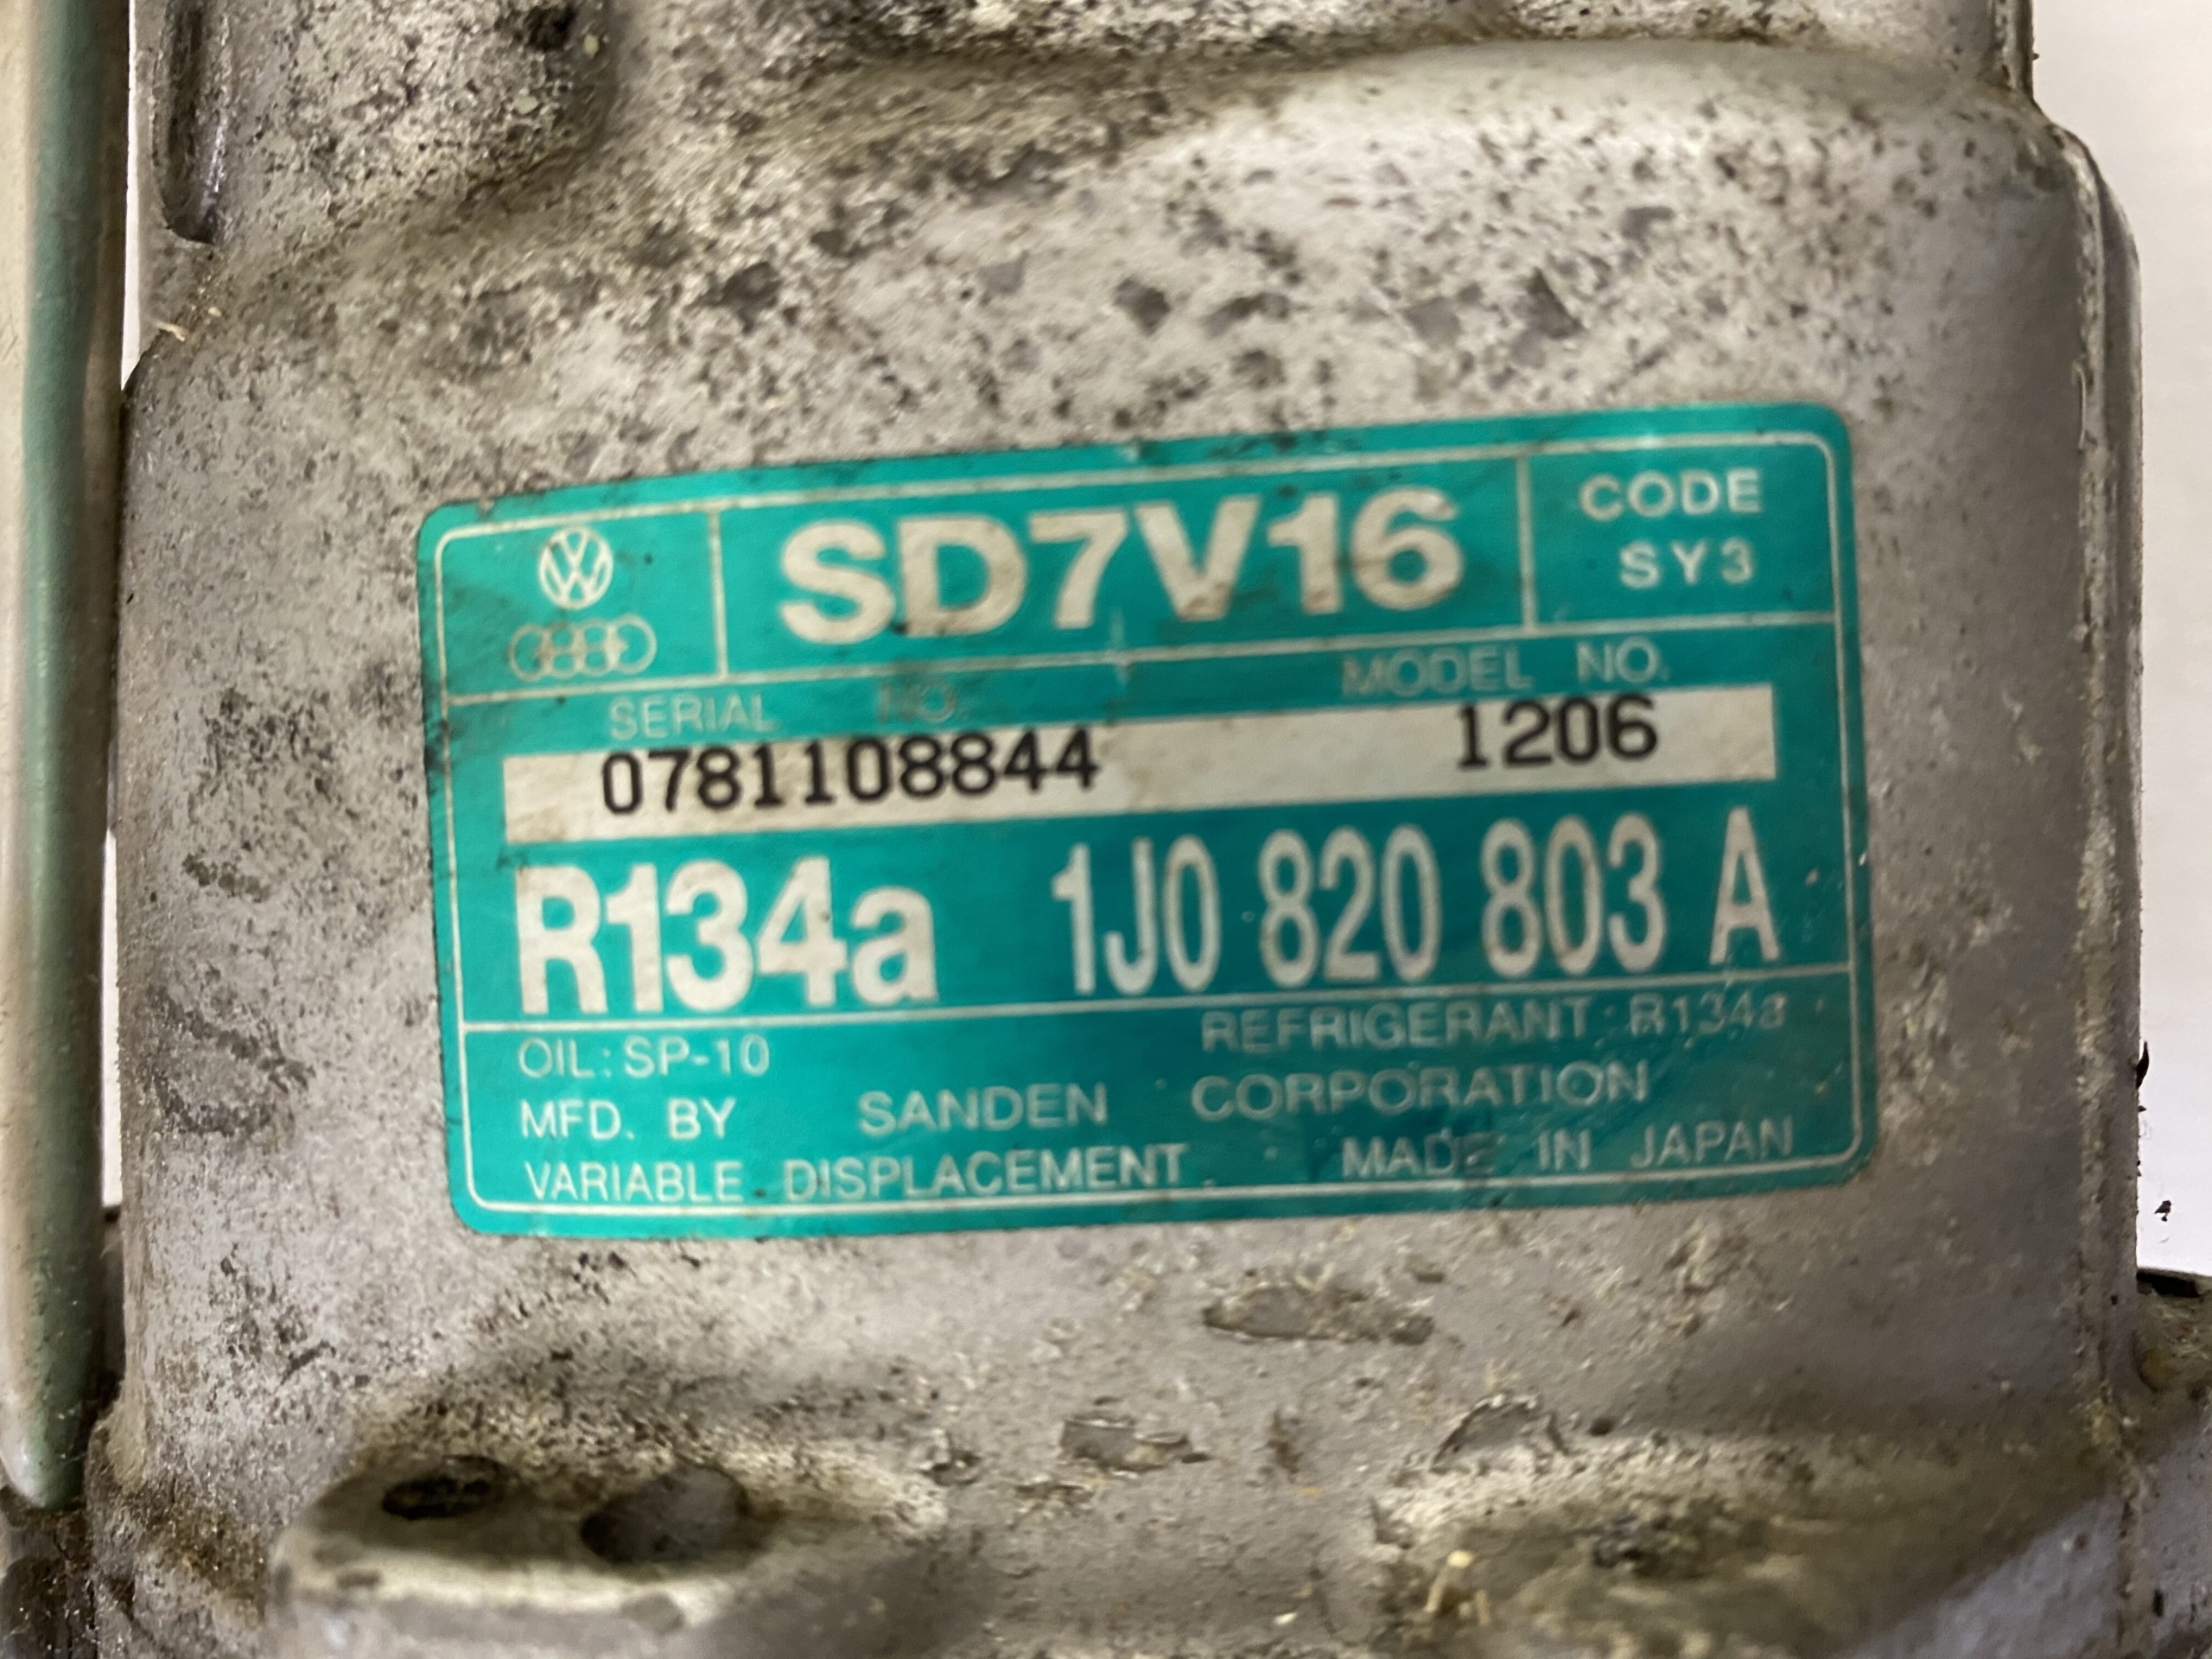 SD7V16
CODE
SY3
SERIAL NO.
MODEL NO.
0781108844
1206
R134a
1J0 820 803 A
OIL: SP-10
REFRIGERANT : R134a
MFD. BY SANDEN CORPORATION
VARIABLE DISPLACEMENT
MADE IN JAPAN